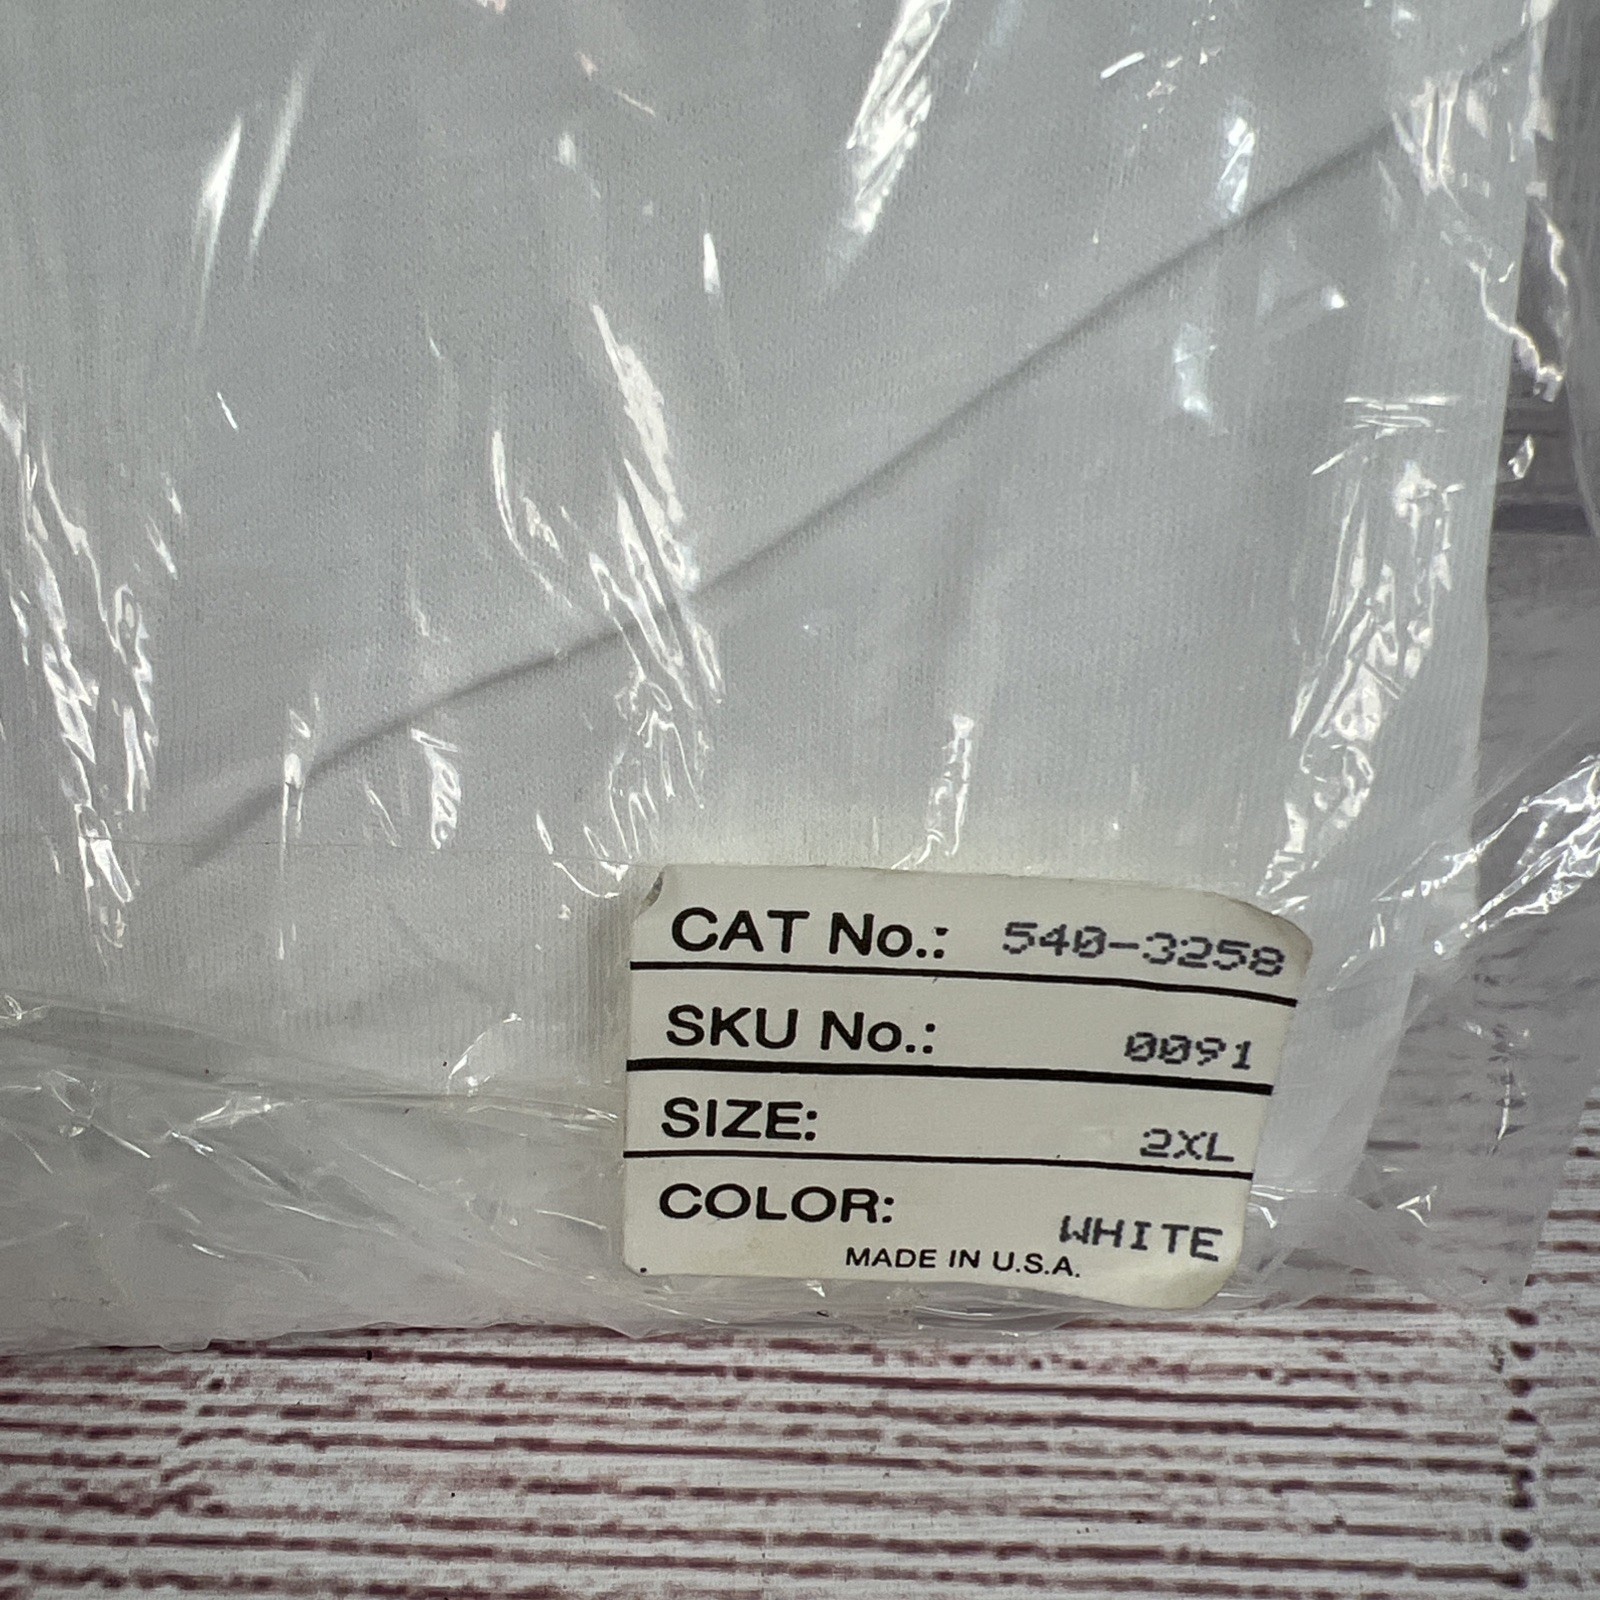 CAT No.: 540-3258
SKU No.: 0091
SIZE: 2XL
COLOR: WHITE
MADE IN U.S.A.